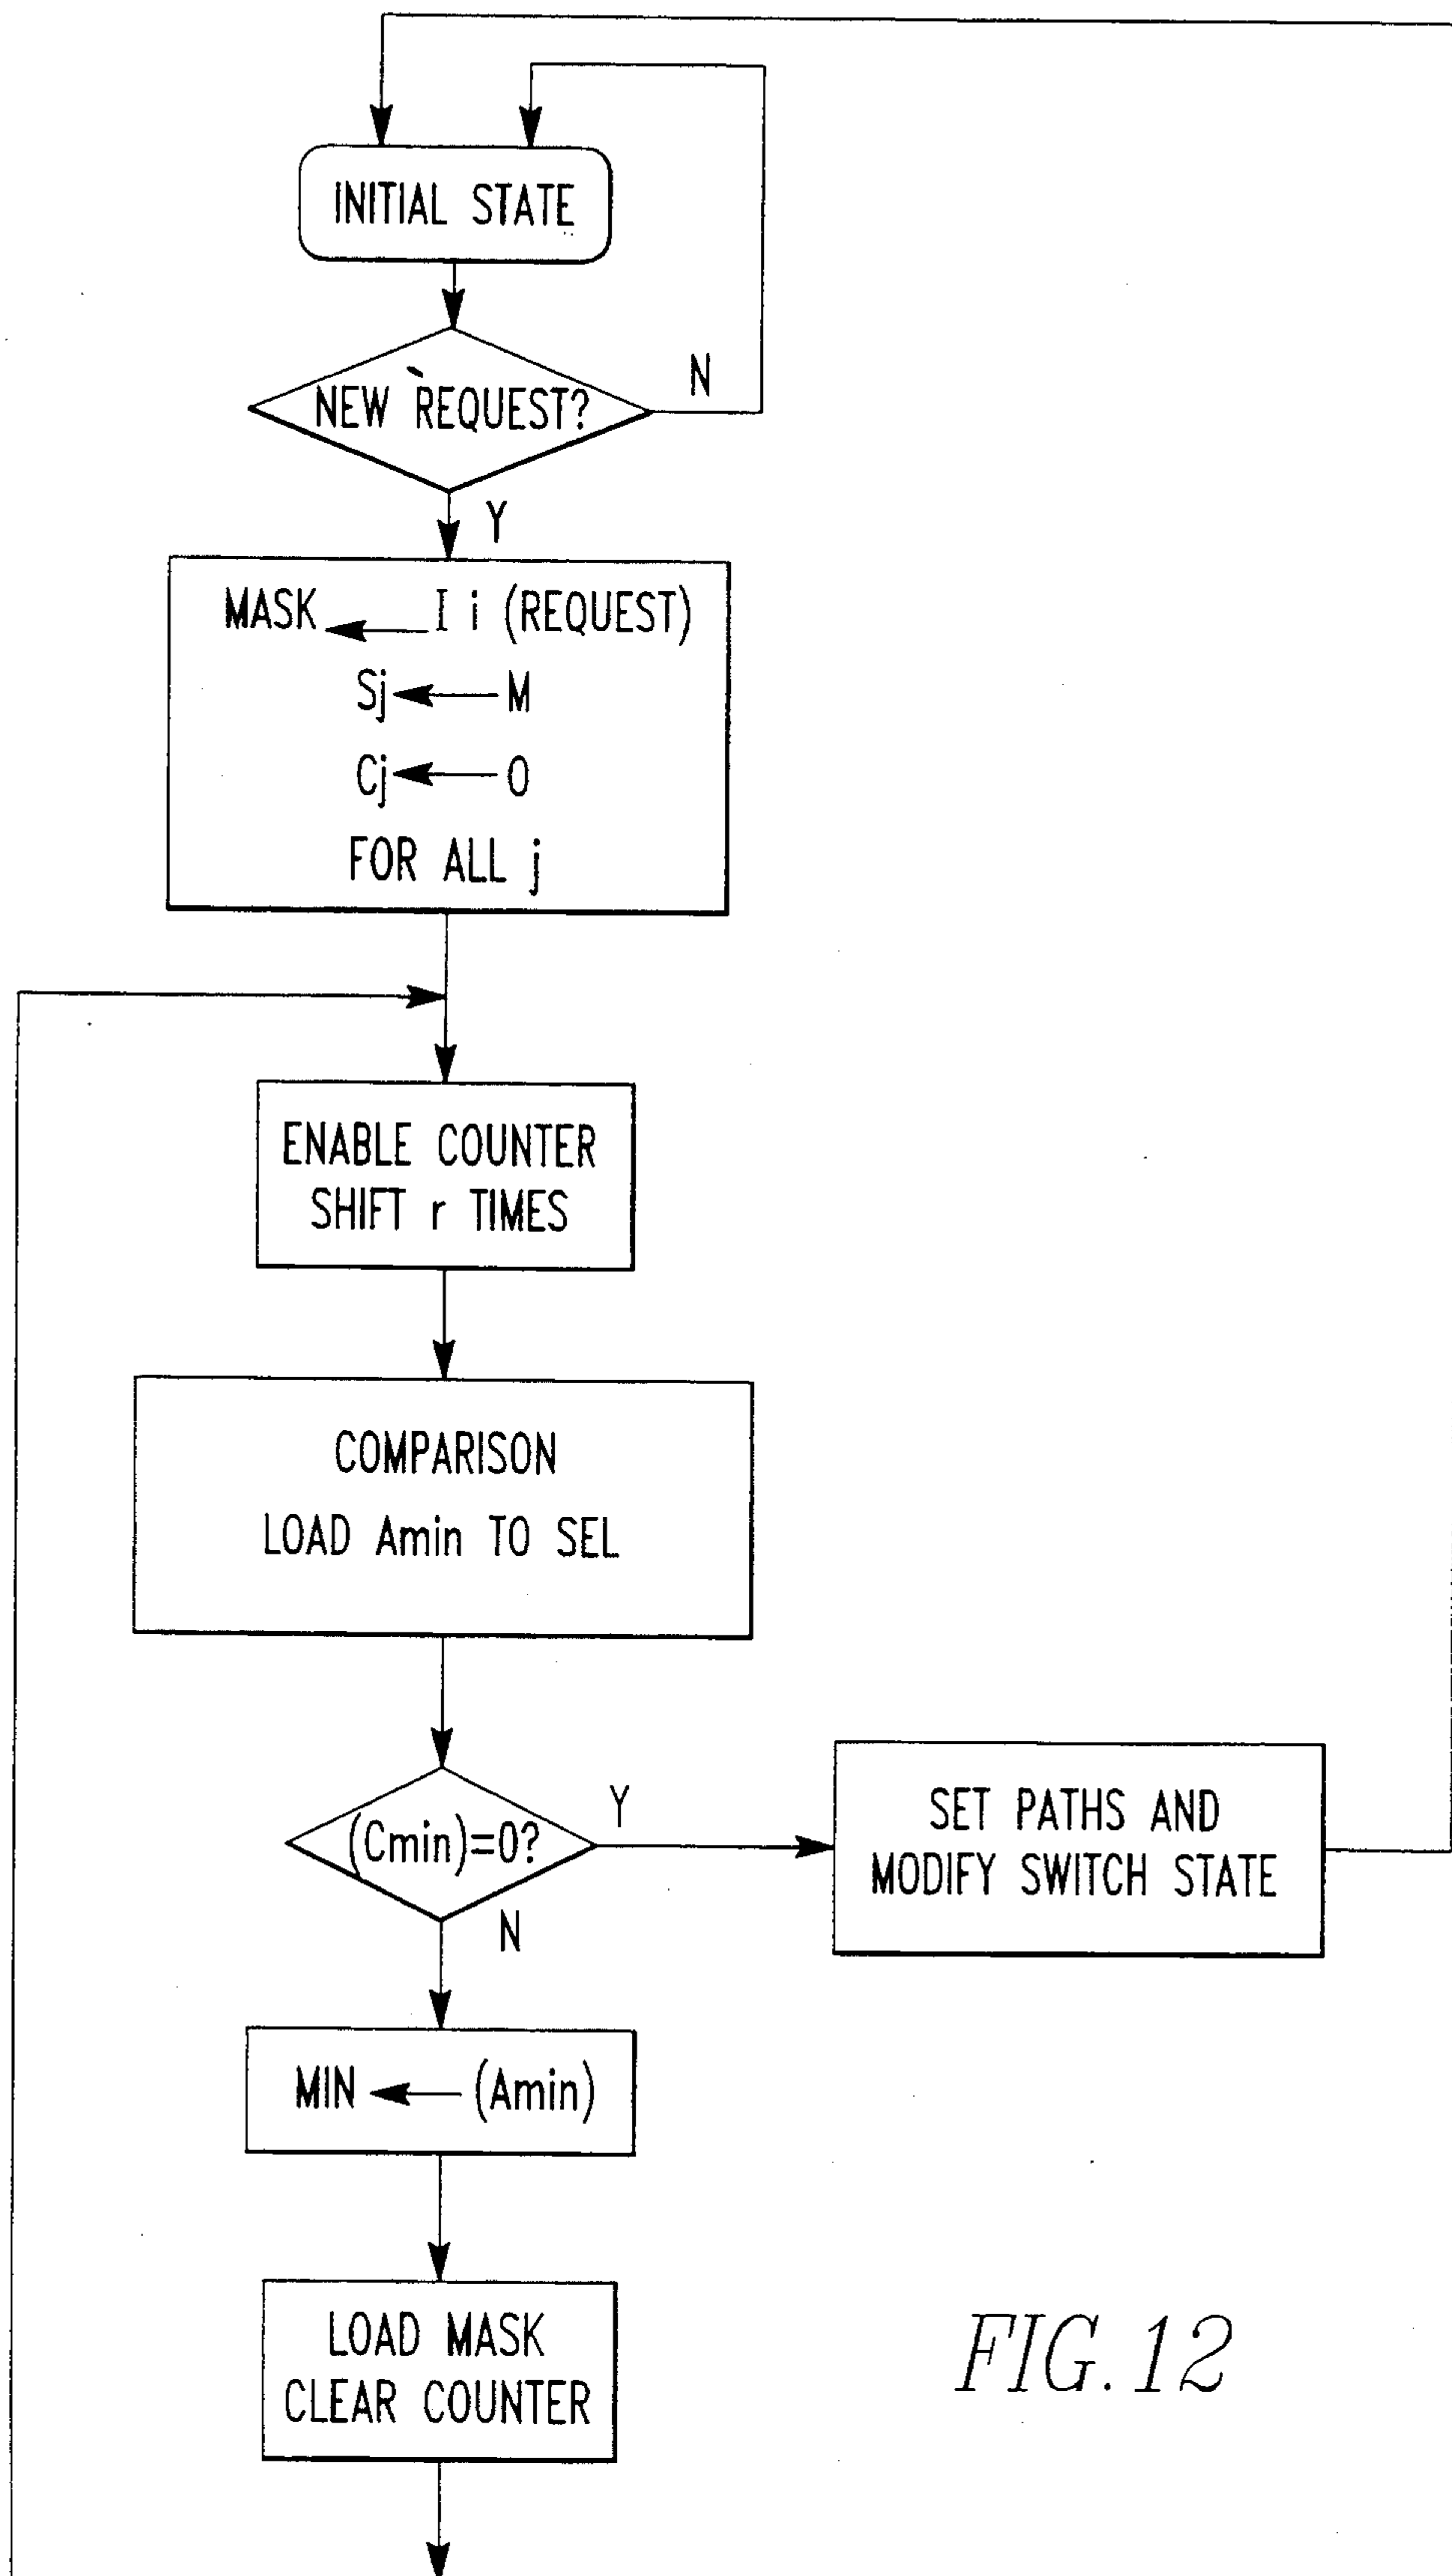 INITIAL STATE
NEW REQUEST?
N
Y
MASK ← I i (REQUEST)
Sj ← M
Cj ← O
FOR ALL j
ENABLE COUNTER
SHIFT r TIMES
COMPARISON
LOAD Amin TO SEL
(Cmin)=0?
Y
N
SET PATHS AND
MODIFY SWITCH STATE
MIN ← (Amin)
LOAD MASK
CLEAR COUNTER
FIG. 12